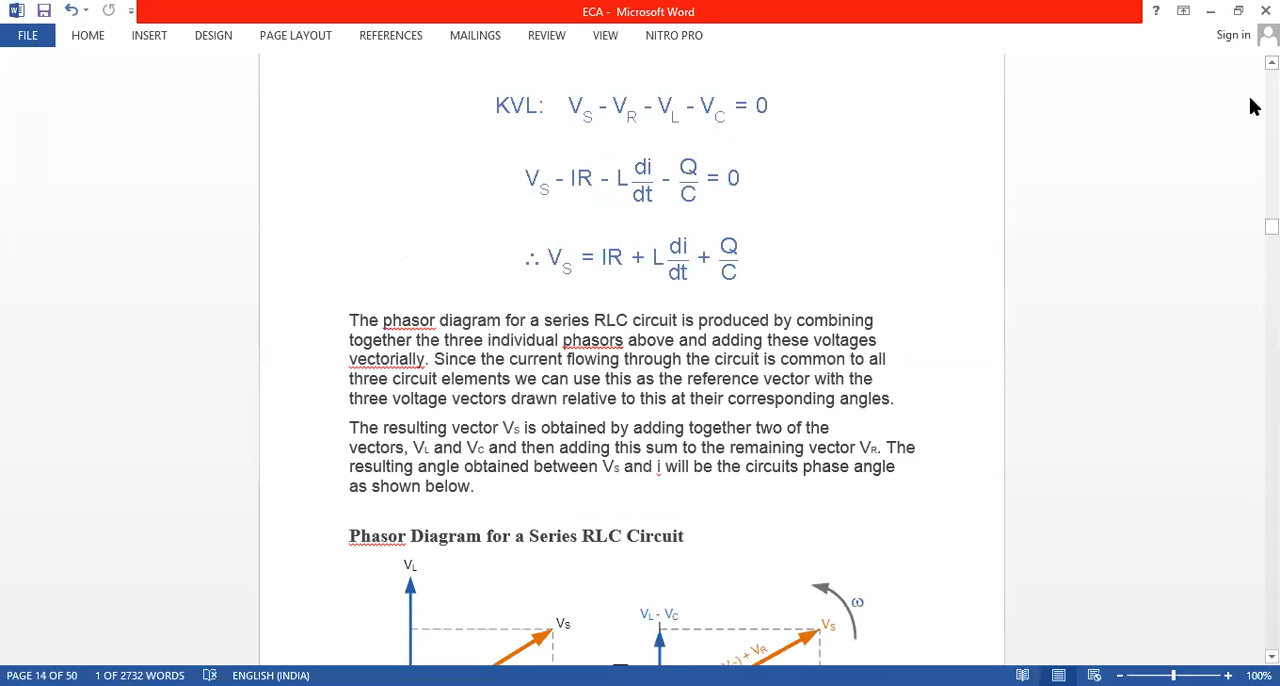 ECA - Microsoft Word
?
FILE HOME INSERT DESIGN PAGE LAYOUT REFERENCES MAILINGS REVIEW VIEW NITRO PRO Sign in
KVL: VS - VR - VL - VC = 0
VS - IR - L di/dt - Q/C = 0
∴ VS = IR + L di/dt + Q/C
The phasor diagram for a series RLC circuit is produced by combining
together the three individual phasors above and adding these voltages
vectorially. Since the current flowing through the circuit is common to all
three circuit elements we can use this as the reference vector with the
three voltage vectors drawn relative to this at their corresponding angles.
The resulting vector VS is obtained by adding together two of the
vectors, VL and VC and then adding this sum to the remaining vector VR. The
resulting angle obtained between VS and i will be the circuits phase angle
as shown below.
Phasor Diagram for a Series RLC Circuit
VL
VS
VL - VC
ω
VS
) + VR
PAGE 14 OF 50 1 OF 2732 WORDS ENGLISH (INDIA) 100%